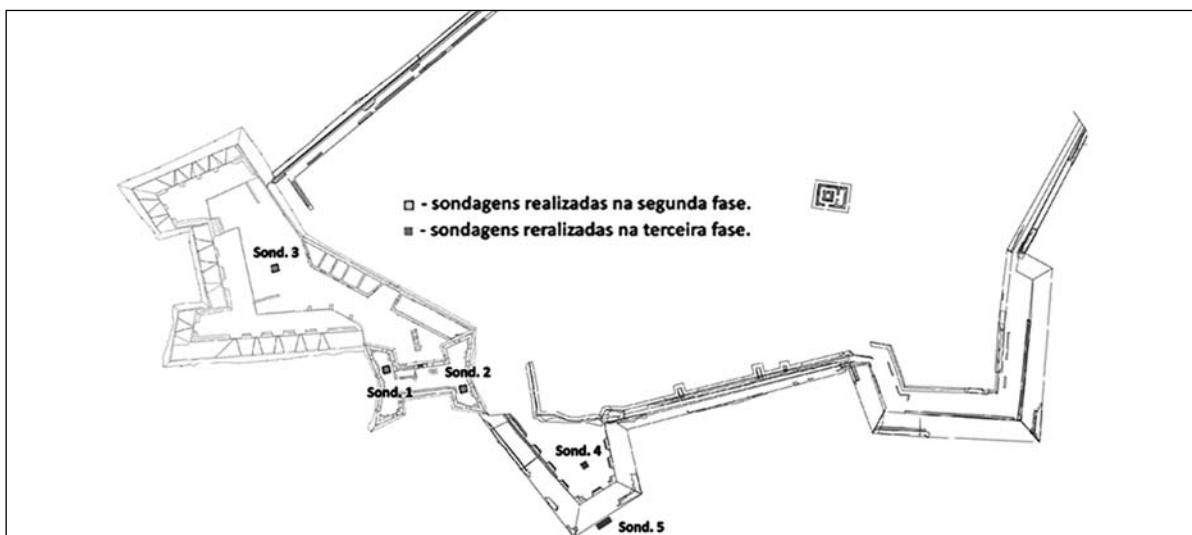 - sondagens realizadas na segunda fase.
- sondagens reralizadas na terceira fase.
Sond. 3
Sond. 2
Sond. 1
Sond. 4
Sond. 5